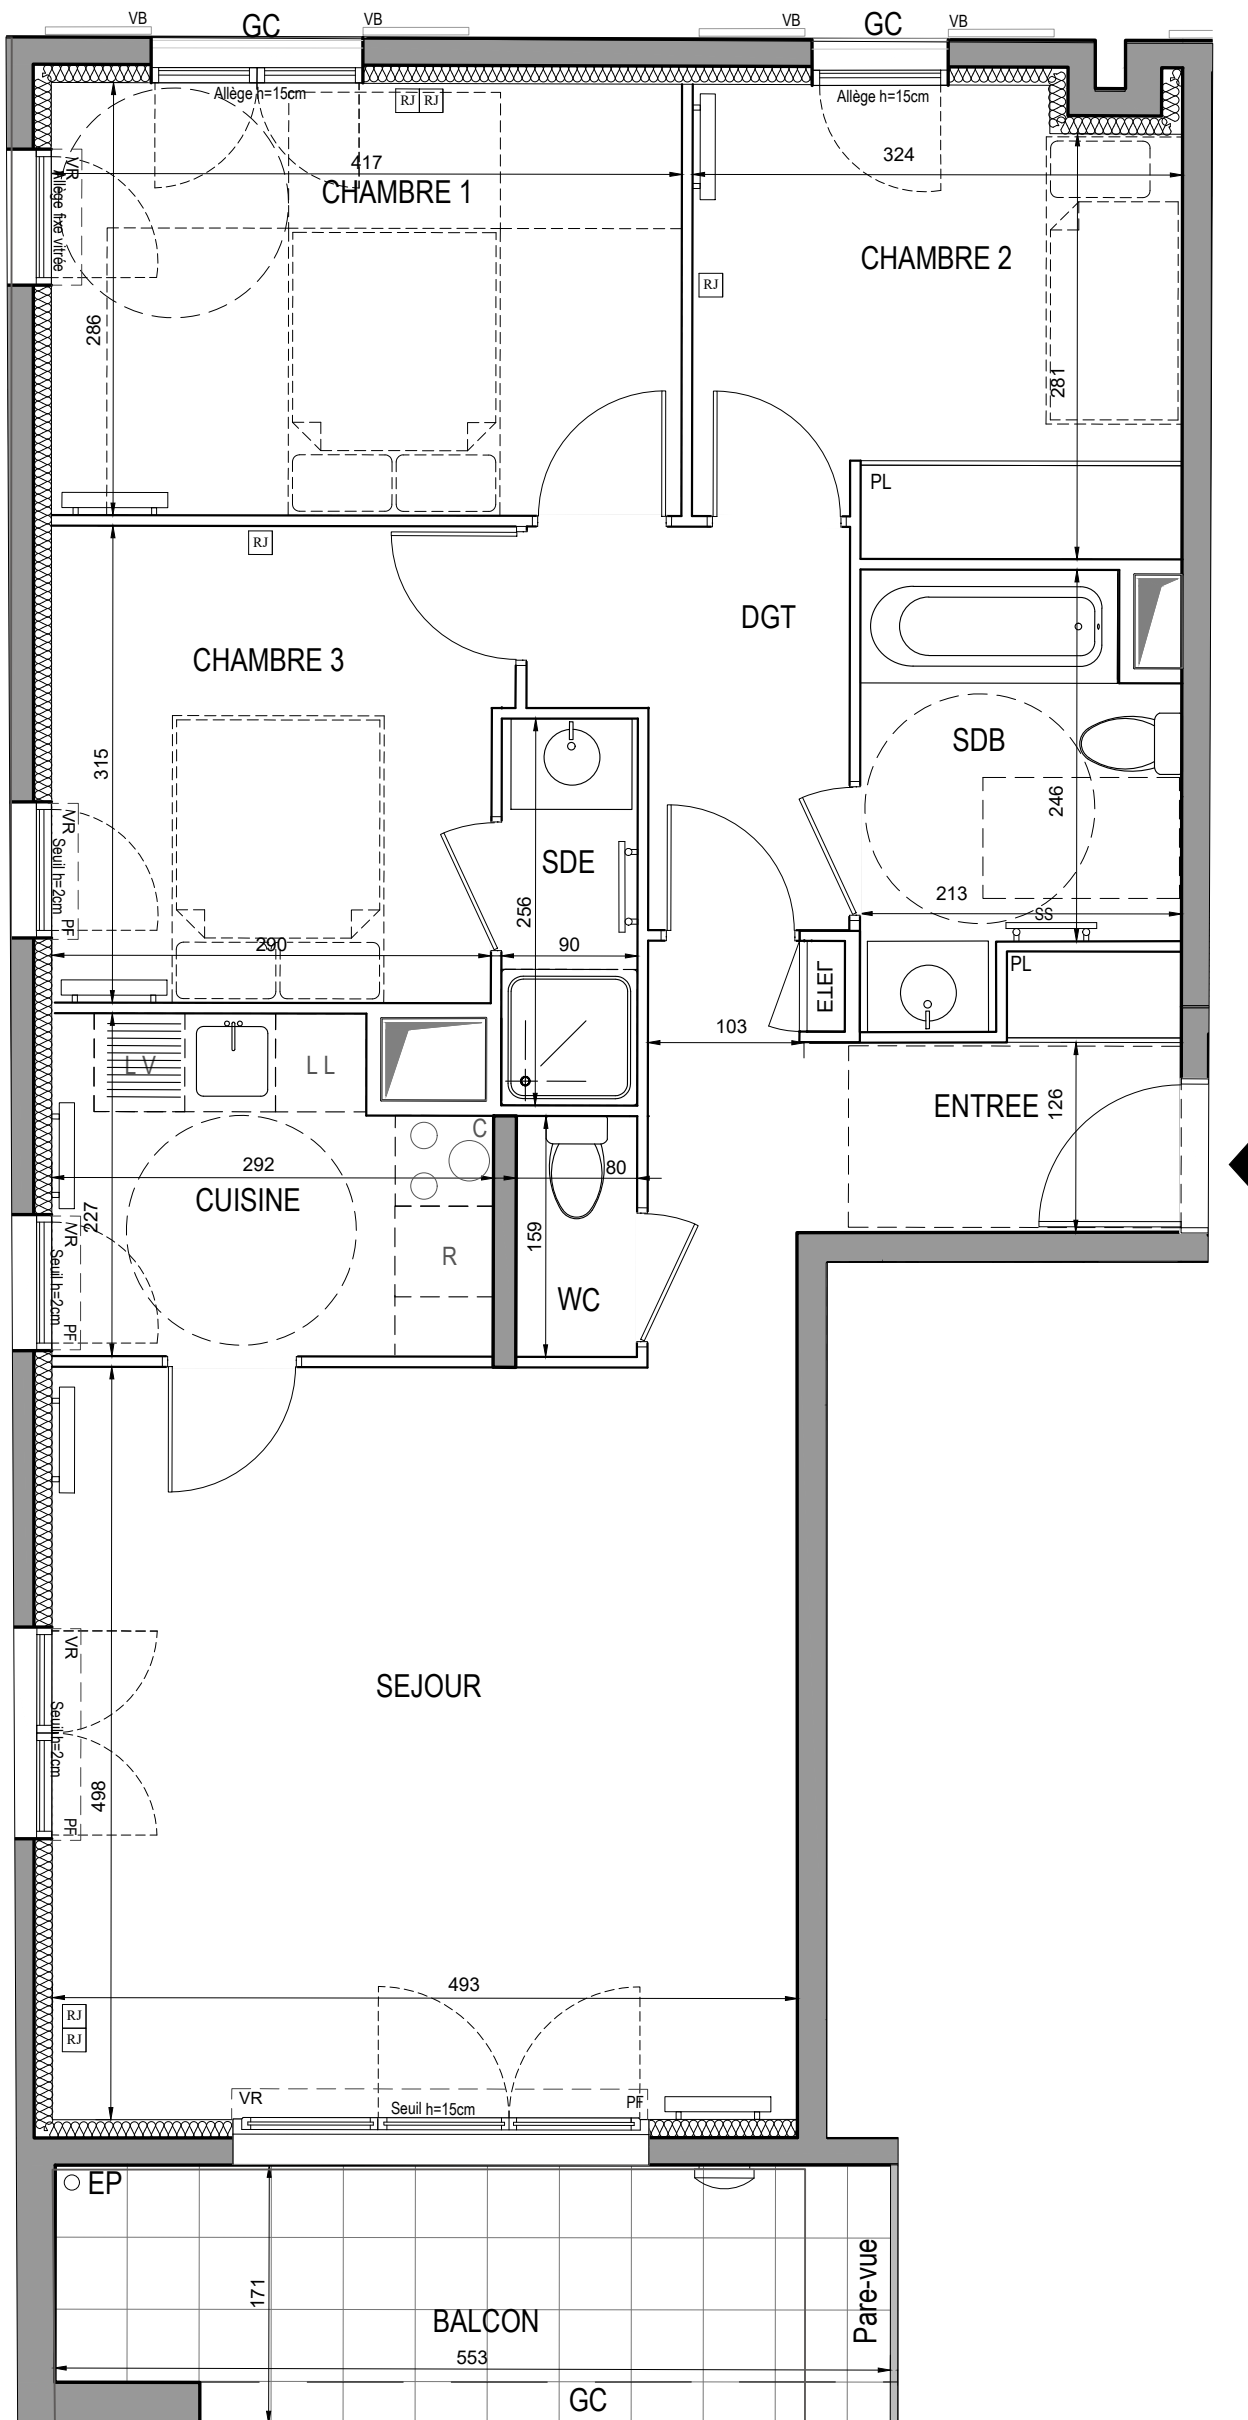 VB
GC
VB
VB
GC
VB
Allège h=15cm
RJ
RJ
Allège h=15cm
VR
Allège fixe vitrée
417
CHAMBRE 1
324
CHAMBRE 2
RJ
286
281
PL
RJ
DGT
CHAMBRE 3
315
SDB
246
VR
Seuil h=2cm
PF
SDE
256
213
SS
290
90
PL
ETEL
103
L V
L L
ENTREE
126
C
292
80
CUISINE
227
159
VR
Seuil h=2cm
PF
R
WC
VR
Seuil h=2cm
PF
SEJOUR
498
493
RJ
RJ
VR
Seuil h=15cm
PF
EP
171
BALCON
Pare-vue
553
GC